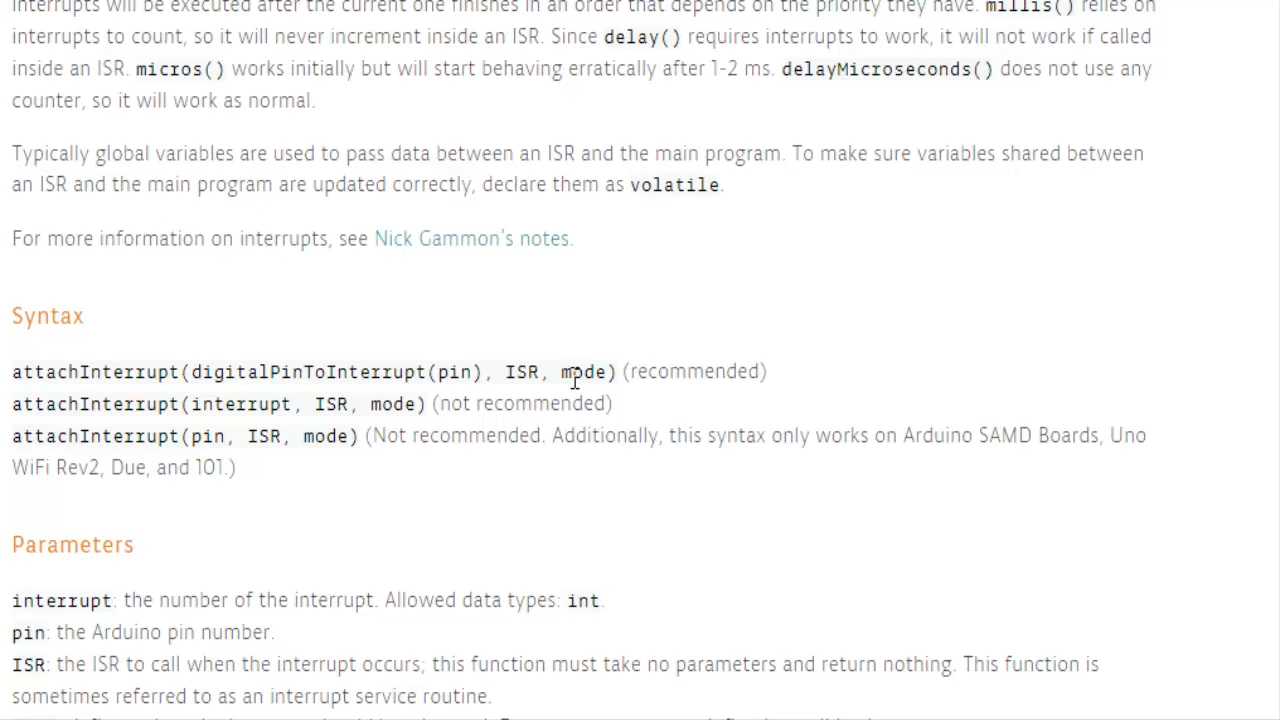 interrupts will be executed after the current one finishes in an order that depends on the priority they have. millis() relies on
interrupts to count, so it will never increment inside an ISR. Since delay() requires interrupts to work, it will not work if called
inside an ISR. micros() works initially but will start behaving erratically after 1-2 ms. delayMicroseconds() does not use any
counter, so it will work as normal.
Typically global variables are used to pass data between an ISR and the main program. To make sure variables shared between
an ISR and the main program are updated correctly, declare them as volatile.
For more information on interrupts, see Nick Gammon's notes.
Syntax
attachInterrupt(digitalPinToInterrupt(pin), ISR, mode) (recommended)
attachInterrupt(interrupt, ISR, mode) (not recommended)
attachInterrupt(pin, ISR, mode) (Not recommended. Additionally, this syntax only works on Arduino SAMD Boards, Uno
WiFi Rev2, Due, and 101.)
Parameters
interrupt: the number of the interrupt. Allowed data types: int.
pin: the Arduino pin number.
ISR: the ISR to call when the interrupt occurs; this function must take no parameters and return nothing. This function is
sometimes referred to as an interrupt service routine.